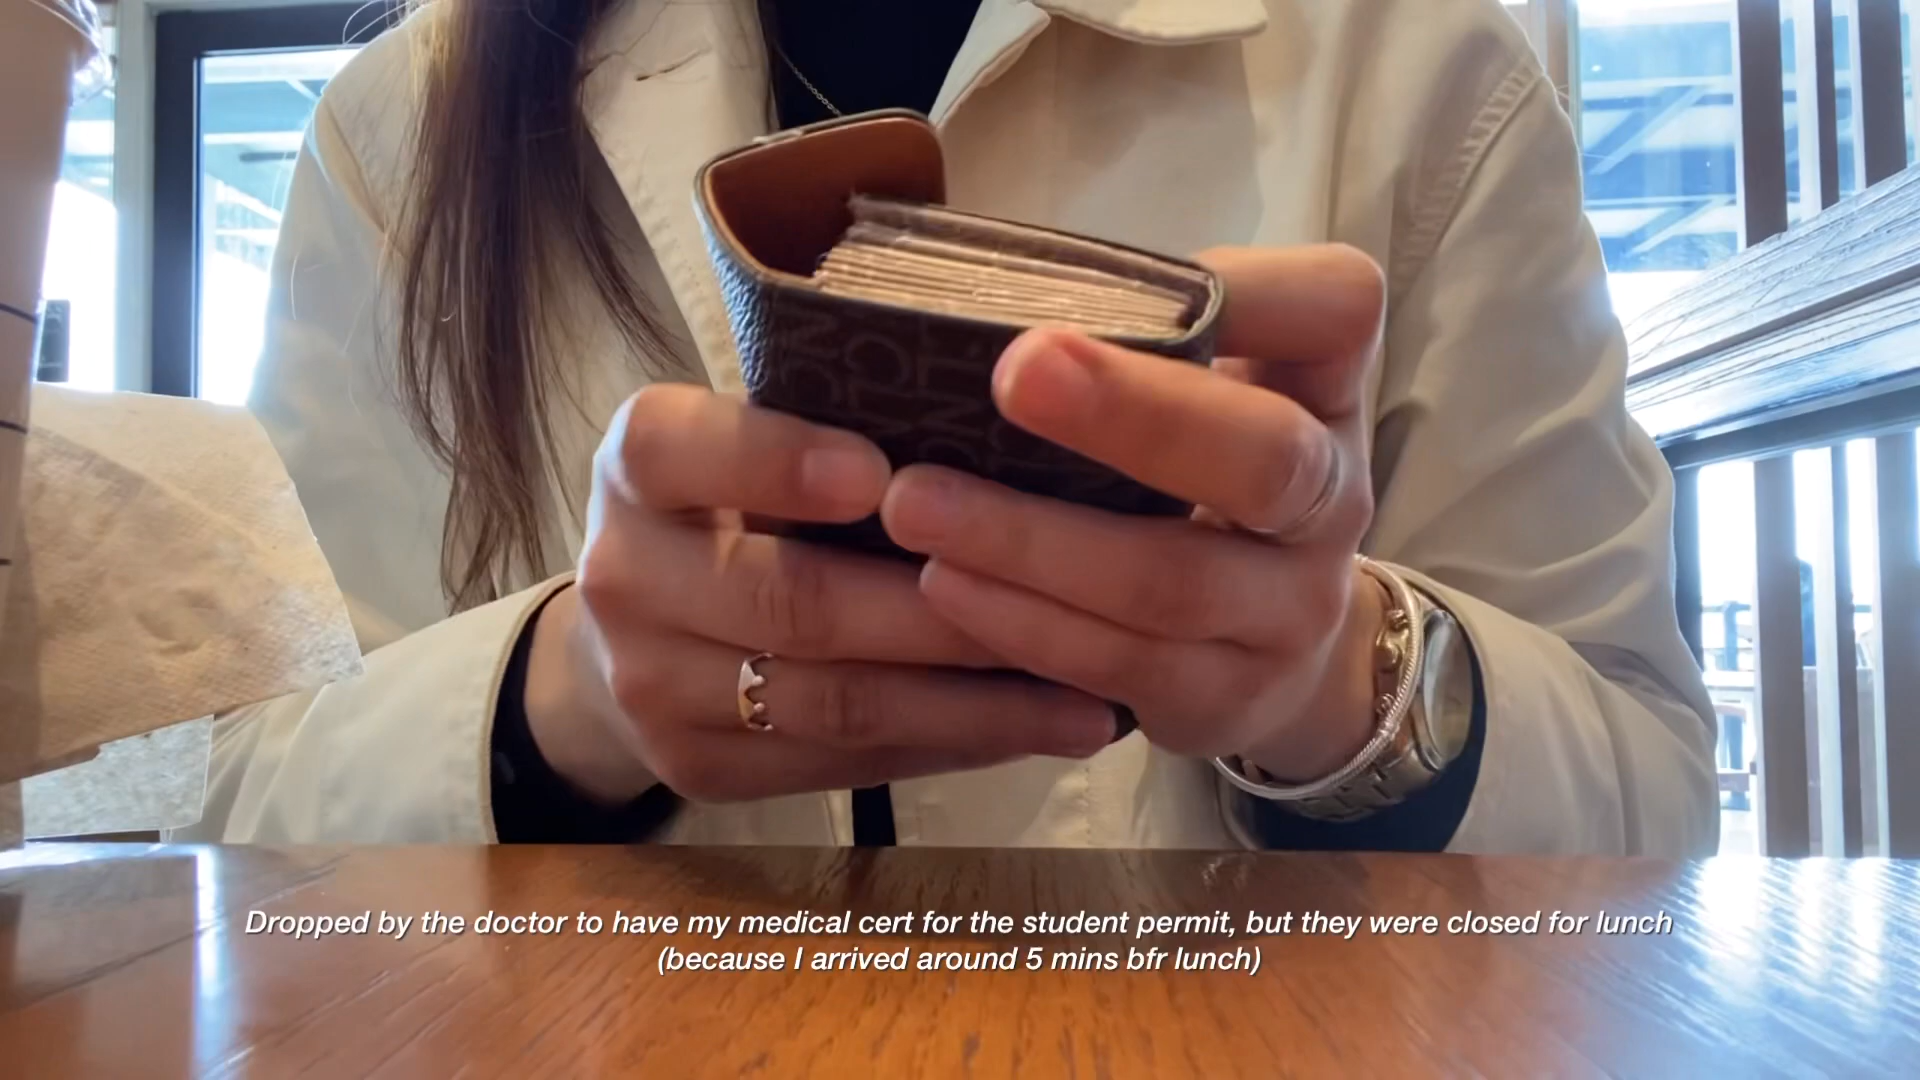 Dropped by the doctor to have my medical cert for the student permit, but they were closed for lunch
(because I arrived around 5 mins bfr lunch)